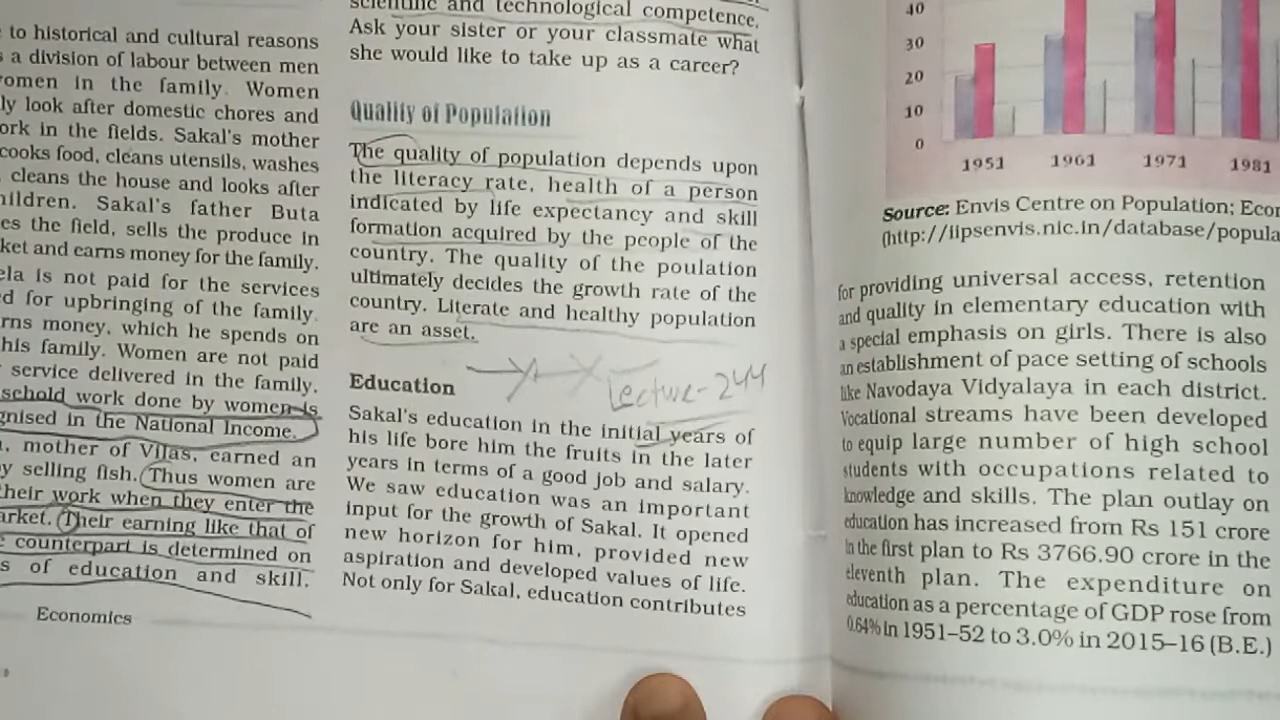 to historical and cultural reasons
a division of labour between men
women in the family. Women
ly look after domestic chores and
ork in the fields. Sakal's mother
cooks food, cleans utensils, washes
cleans the house and looks after
hildren. Sakal's father Buta
es the field, sells the produce in
ket and earns money for the family.
ela is not paid for the services
d for upbringing of the family.
rns money, which he spends on
his family. Women are not paid
service delivered in the family.
sehold work done by women is
gnised in the National Income.
, mother of Vilas, earned an
y selling fish. Thus women are
heir work when they enter the
arket. Their earning like that of
counterpart is determined on
s of education and skill.
Economics
scientific and technological competence.
Ask your sister or your classmate what
she would like to take up as a career?
Quality of Population
The quality of population depends upon
the literacy rate, health of a person
indicated by life expectancy and skill
formation acquired by the people of the
country. The quality of the poulation
ultimately decides the growth rate of the
country. Literate and healthy population
are an asset.
Lecture-244
Education
Sakal's education in the initial years of
his life bore him the fruits in the later
years in terms of a good job and salary.
We saw education was an important
input for the growth of Sakal. It opened
new horizon for him, provided new
aspiration and developed values of life.
Not only for Sakal, education contributes
40
30
20
10
0
1951 1961 1971 1981
Source: Envis Centre on Population; Econ
(http://iipsenvis.nic.in/database/popula
for providing universal access, retention
and quality in elementary education with
a special emphasis on girls. There is also
an establishment of pace setting of schools
like Navodaya Vidyalaya in each district.
Vocational streams have been developed
to equip large number of high school
students with occupations related to
knowledge and skills. The plan outlay on
education has increased from Rs 151 crore
in the first plan to Rs 3766.90 crore in the
eleventh plan. The expenditure on
education as a percentage of GDP rose from
0.64% in 1951–52 to 3.0% in 2015–16 (B.E.)